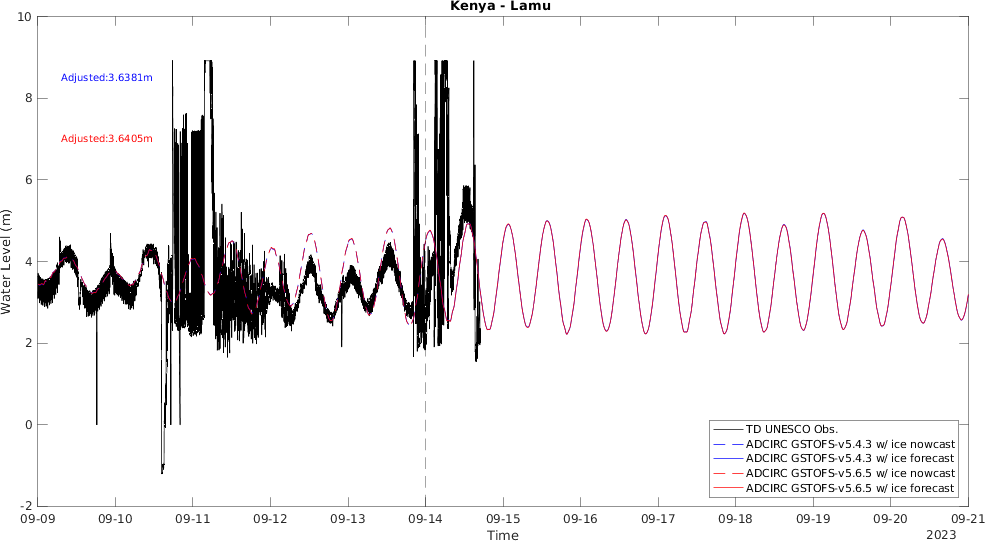 Kenya - Lamu
10
8
6
4
2
0
-2
Water Level (m)
Adjusted:3.6381m
Adjusted:3.6405m
TD UNESCO Obs.
ADCIRC GSTOFS-v5.4.3 w/ ice nowcast
ADCIRC GSTOFS-v5.4.3 w/ ice forecast
ADCIRC GSTOFS-v5.6.5 w/ ice nowcast
ADCIRC GSTOFS-v5.6.5 w/ ice forecast
09-09 09-10 09-11 09-12 09-13 09-14 09-15 09-16 09-17 09-18 09-19 09-20 09-21
Time
2023